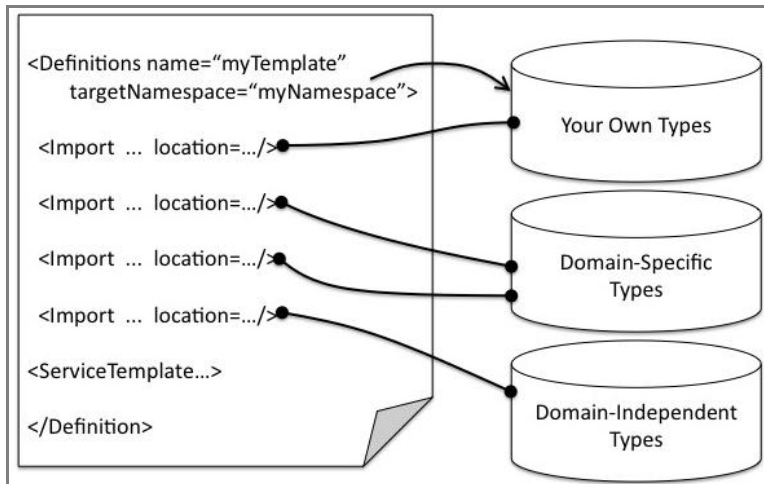 <Definitions name=“myTemplate”
targetNamespace=“myNamespace”>
<Import ... location=.../>
<Import ... location=.../>
<Import ... location=.../>
<Import ... location=.../>
<ServiceTemplate...>
</Definition>
Your Own Types
Domain-Specific
Types
Domain-Independent
Types